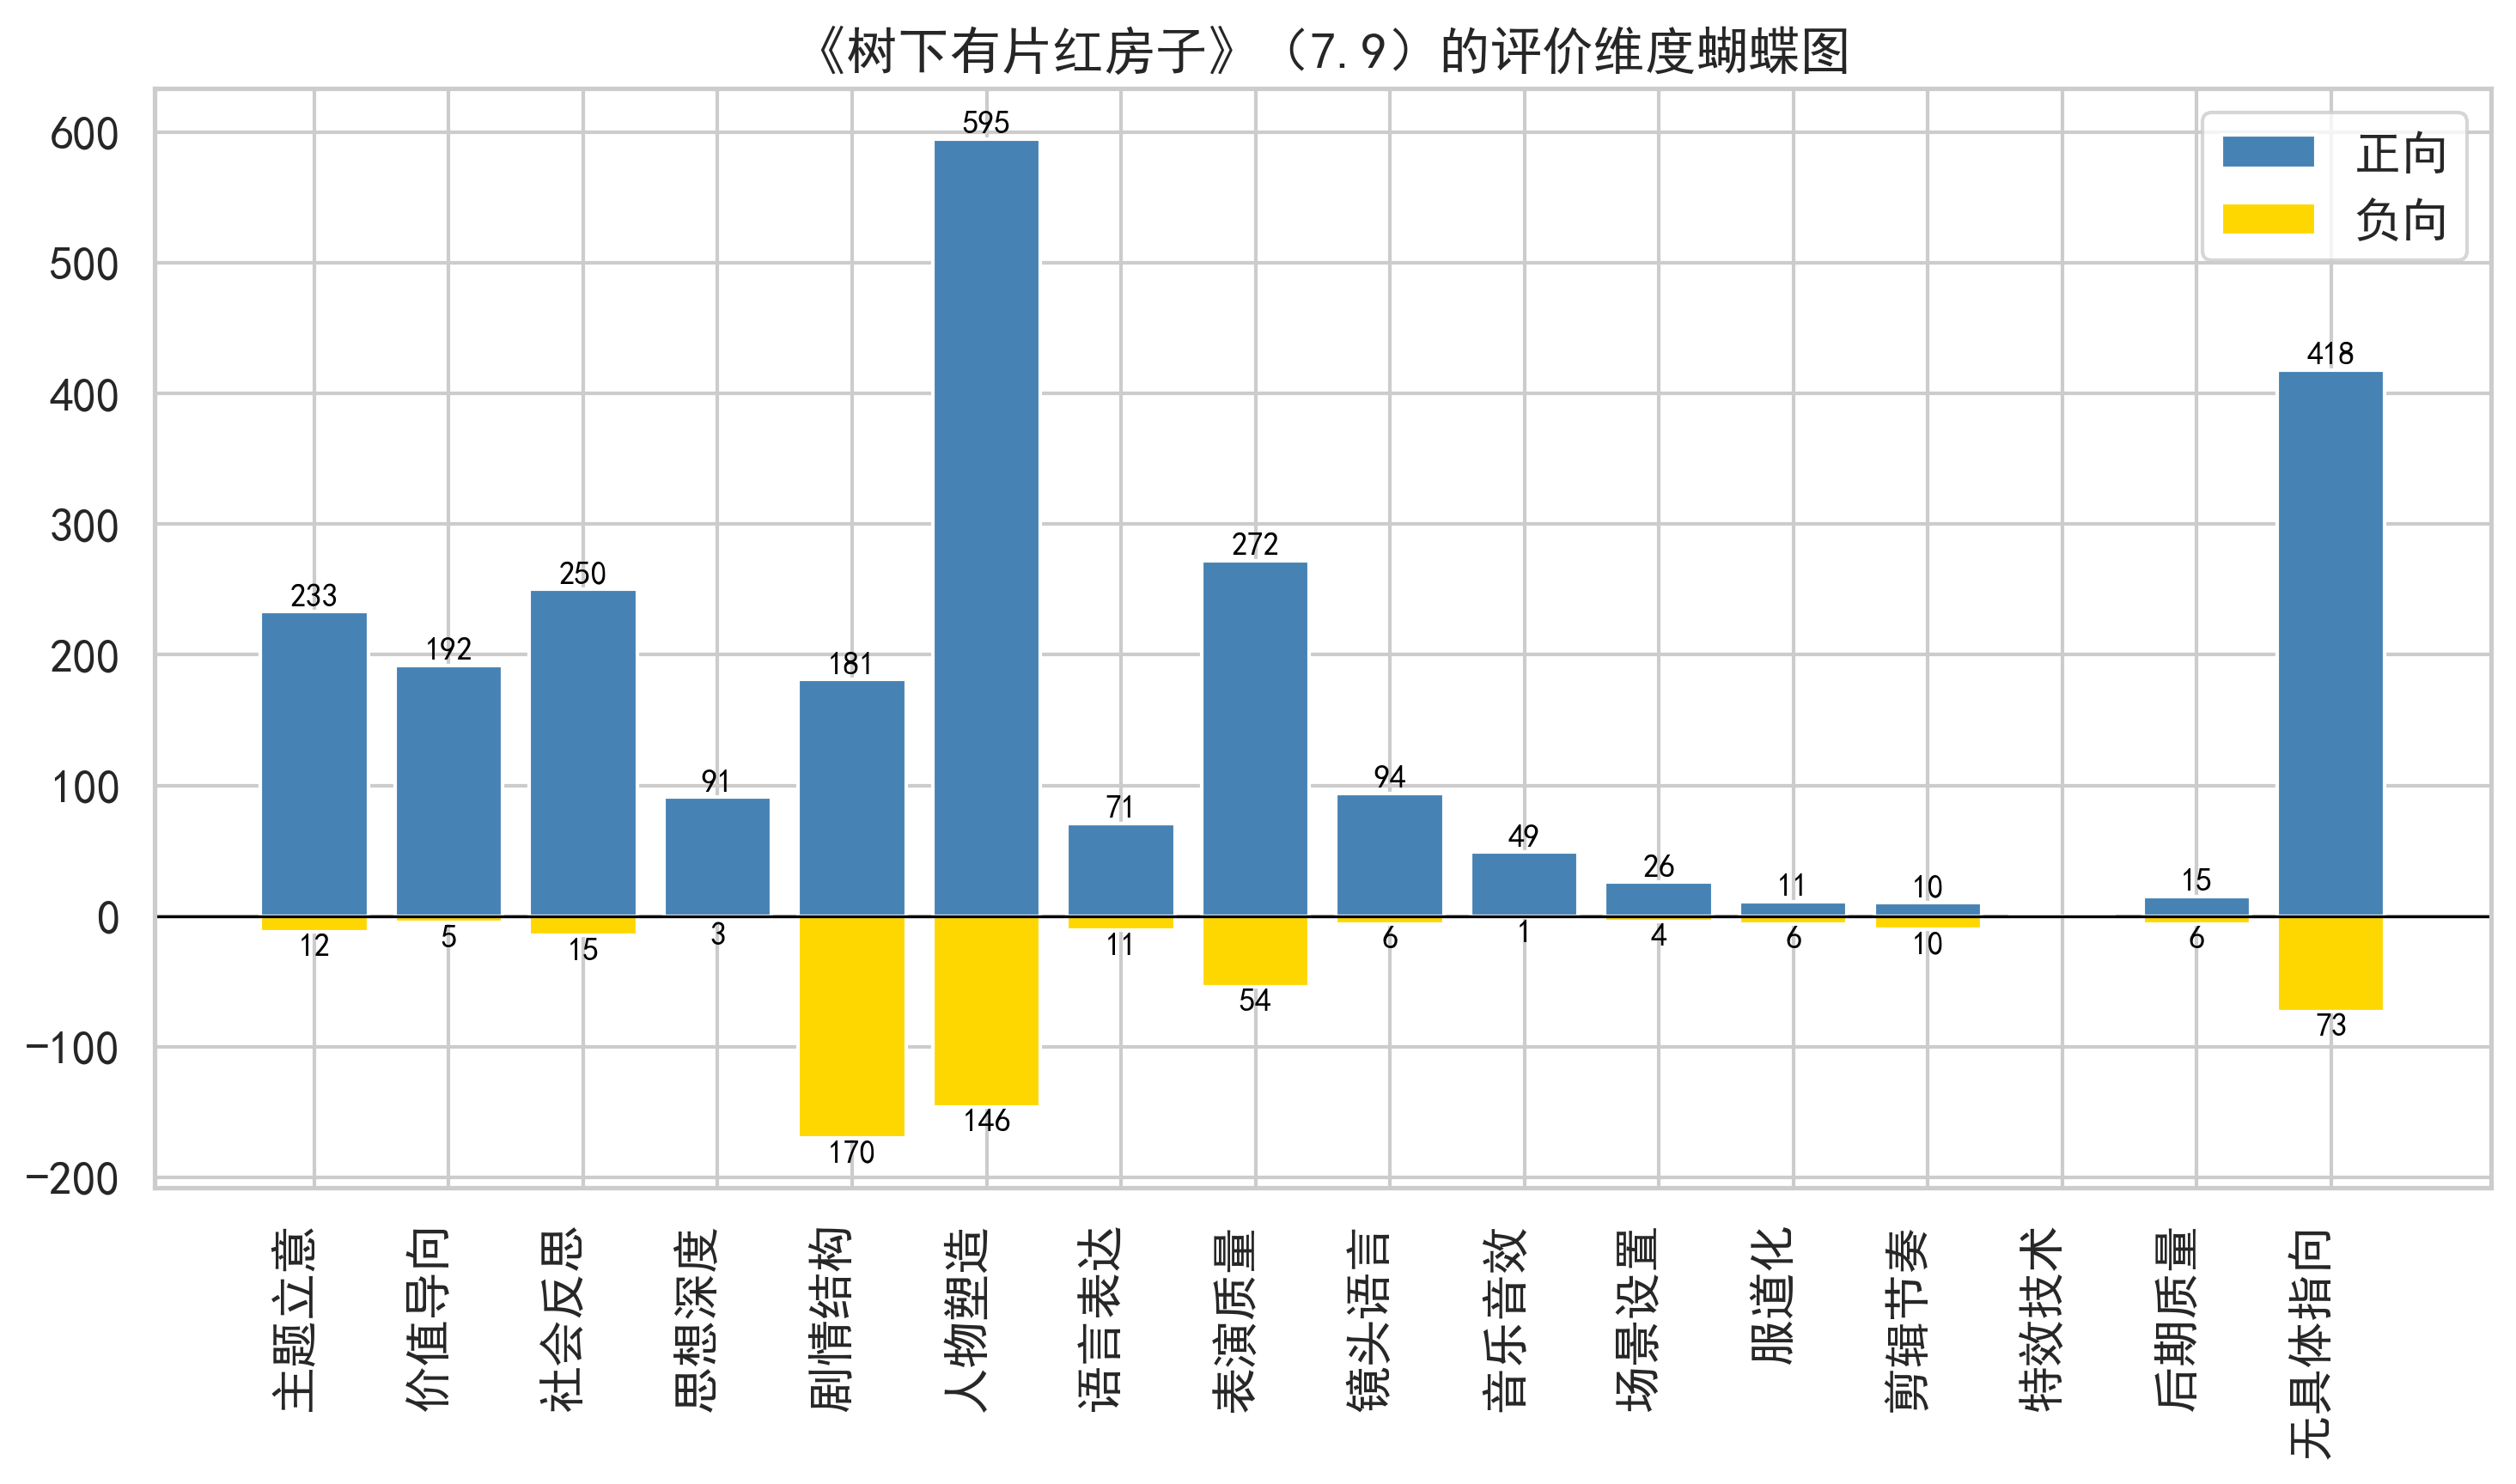 《树下有片红房子》（7.9）的评价维度蝴蝶图
正向
负向
600
500
400
300
200
100
0
−100
−200
233
192
250
91
181
595
71
272
94
49
26
11
10
15
418
12
5
15
3
170
146
11
54
6
1
4
6
10
6
73
主题立意
价值导向
社会反思
思想深度
剧情结构
人物塑造
语言表达
表演质量
镜头语言
音乐音效
场景设置
服道化
剪辑节奏
特效技术
后期质量
无具体指向